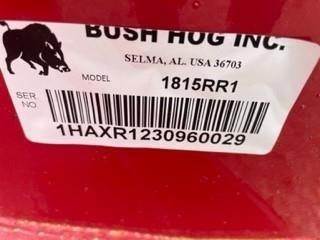 BUSH HOG INC.
SELMA, AL. USA 36703
MODEL 1815RR1
SER NO
1HAXR1230960029